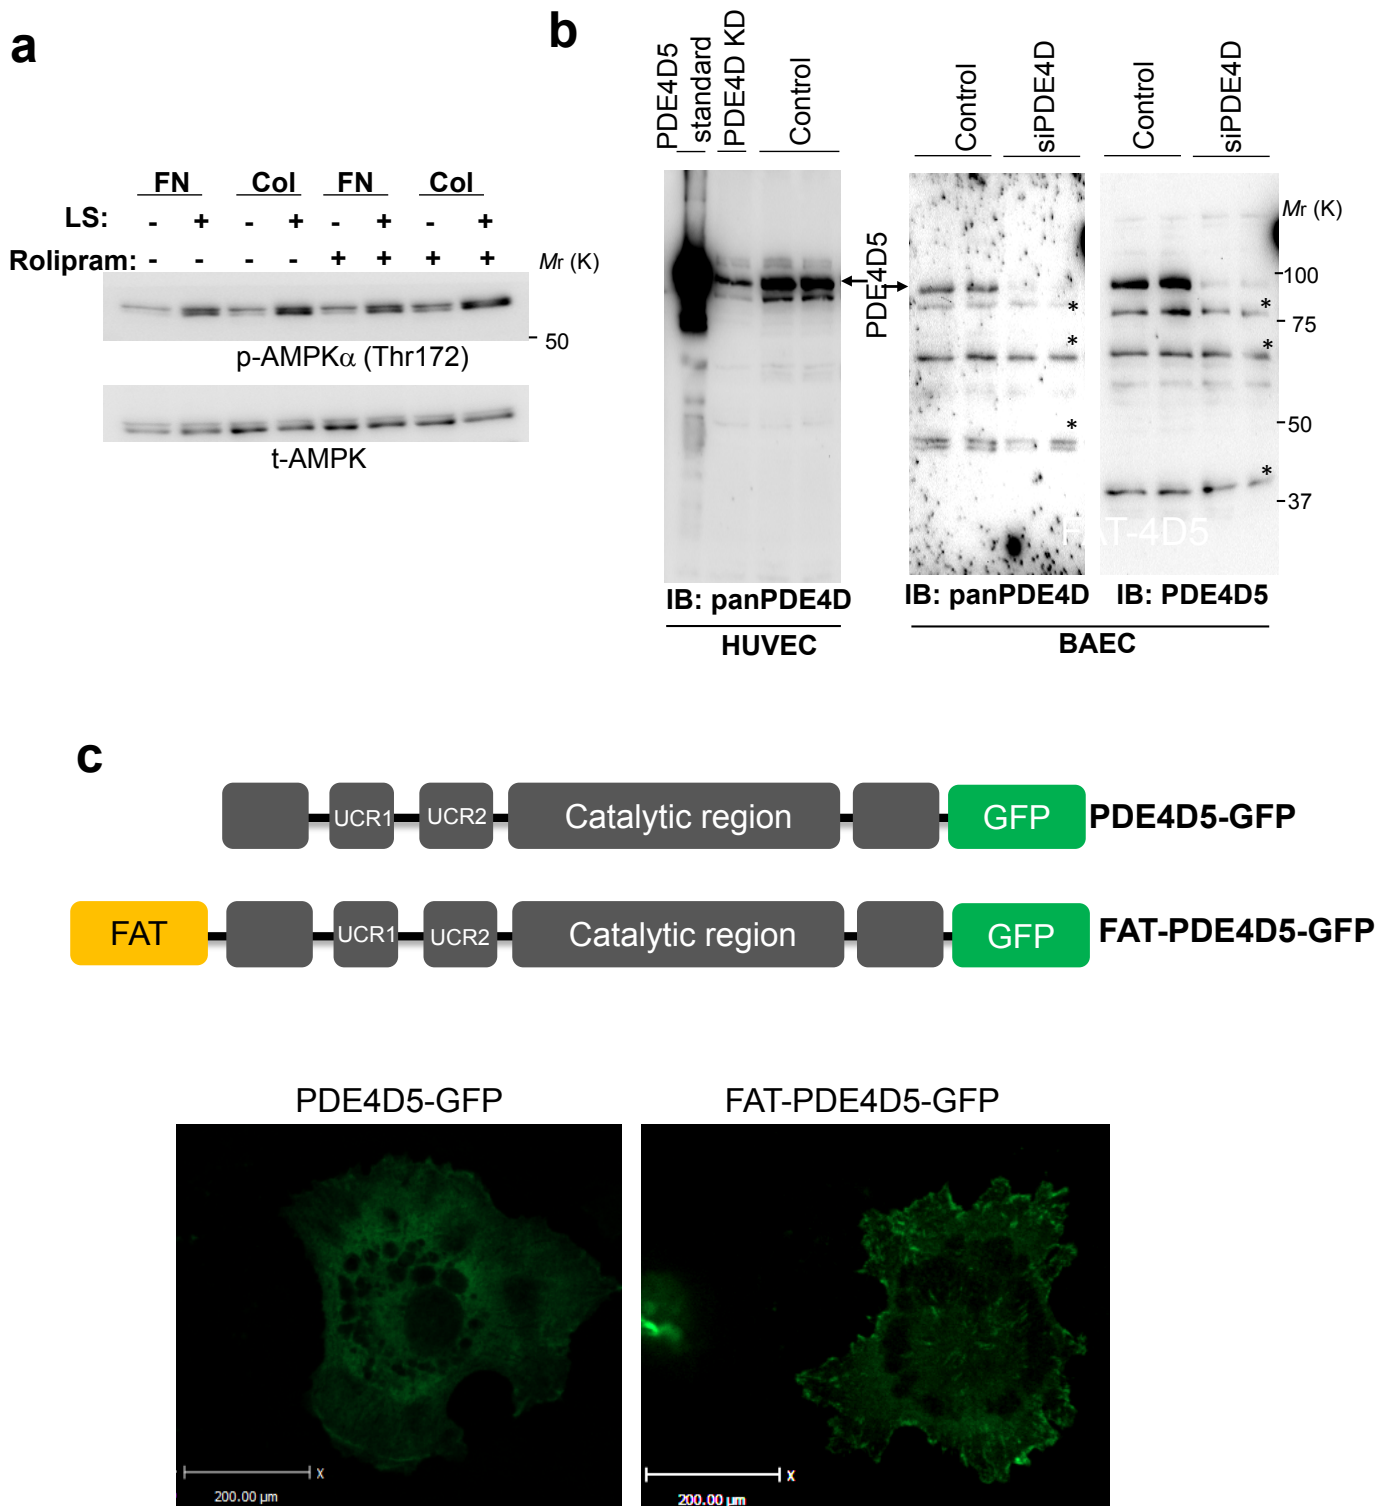 a
FN Col FN Col
LS: - + - + - + - +
Rolipram: - - - - + + + +
Mr (K)
50
p-AMPKα (Thr172)
t-AMPK
b
PDE4D5
standard
PDE4D KD
Control
Control
siPDE4D
Control
siPDE4D
PDE4D5
Mr (K)
100
*
75
*
*
*
50
*
*
37
FAT-4D5
IB: panPDE4D
IB: panPDE4D
IB: PDE4D5
HUVEC
BAEC
c
UCR1 UCR2 Catalytic region GFP PDE4D5-GFP
FAT UCR1 UCR2 Catalytic region GFP FAT-PDE4D5-GFP
PDE4D5-GFP
FAT-PDE4D5-GFP
x
200.00 µm
x
200.00 µm